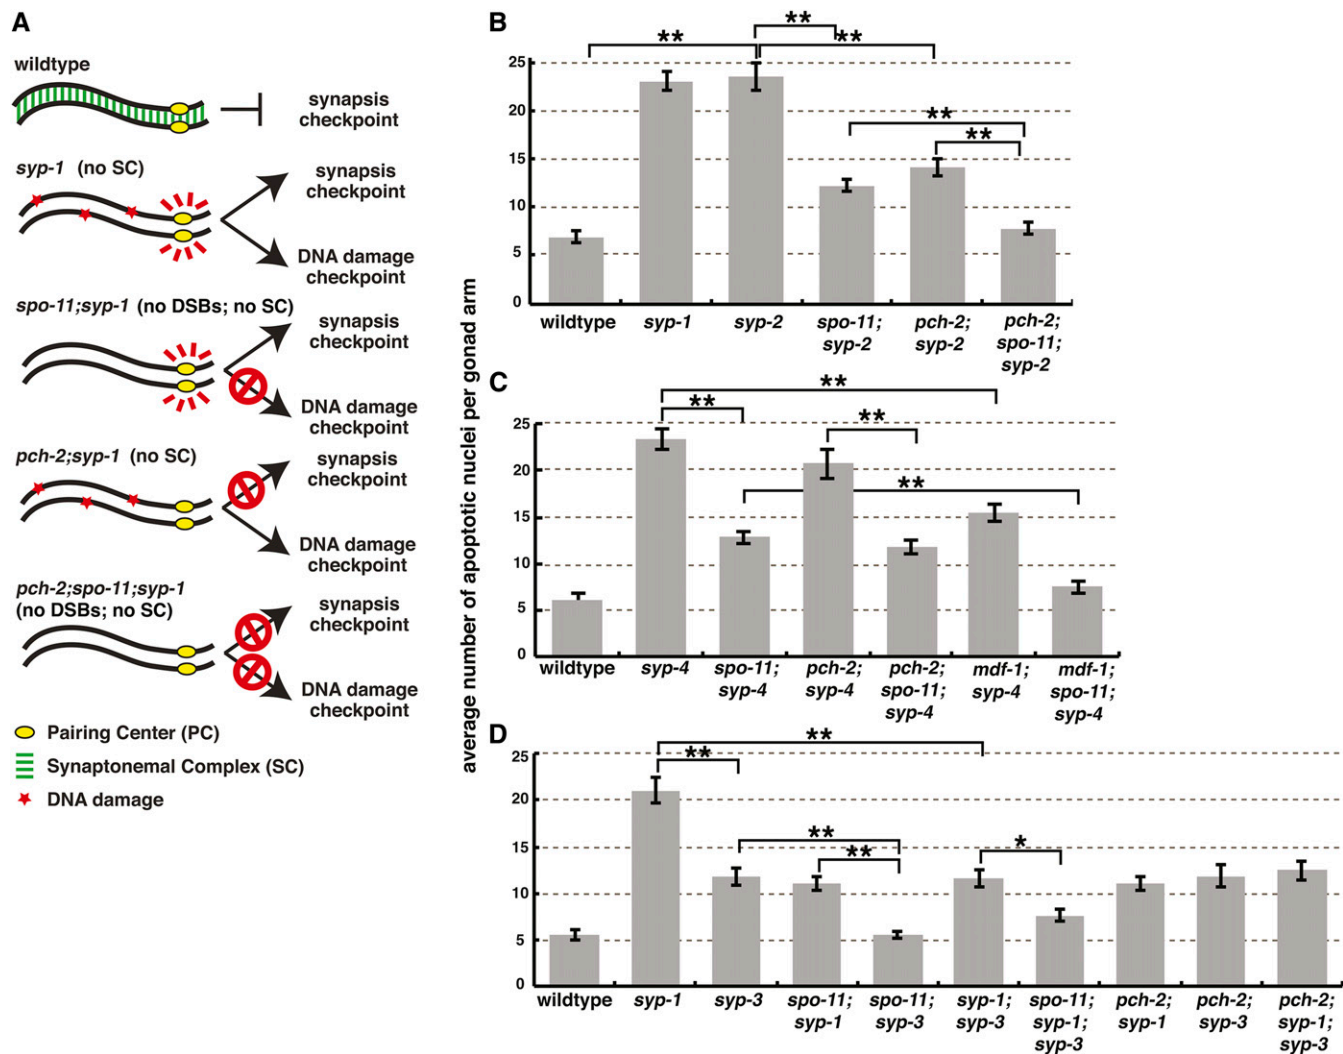 A
wildtype
synapsis
checkpoint
syp-1 (no SC)
synapsis
checkpoint
DNA damage
checkpoint
spo-11;syp-1 (no DSBs; no SC)
synapsis
checkpoint
DNA damage
checkpoint
pch-2;syp-1 (no SC)
synapsis
checkpoint
DNA damage
checkpoint
pch-2;spo-11;syp-1
(no DSBs; no SC)
synapsis
checkpoint
DNA damage
checkpoint
Pairing Center (PC)
Synaptonemal Complex (SC)
DNA damage
average number of apoptotic nuclei per gonad arm
B
**
**
**
**
**
25
20
15
10
5
0
wildtype
syp-1
syp-2
spo-11;
syp-2
pch-2;
syp-2
pch-2;
spo-11;
syp-2
C
**
**
**
**
25
20
15
10
5
0
wildtype
syp-4
spo-11;
syp-4
pch-2;
syp-4
pch-2;
spo-11;
syp-4
mdf-1;
syp-4
mdf-1;
spo-11;
syp-4
D
**
**
**
**
*
25
20
15
10
5
0
wildtype
syp-1
syp-3
spo-11;
syp-1
spo-11;
syp-3
syp-1;
syp-3
spo-11;
syp-1;
syp-3
pch-2;
syp-1
pch-2;
syp-3
pch-2;
syp-1;
syp-3